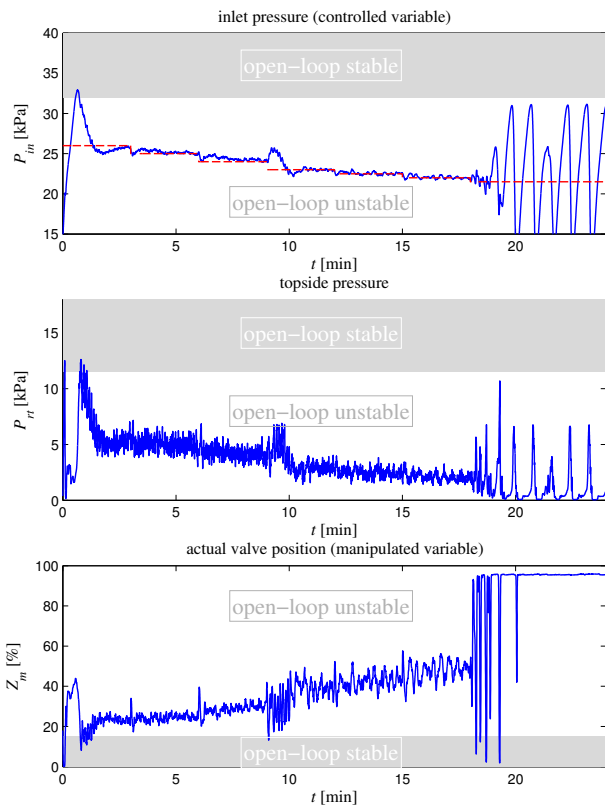 inlet pressure (controlled variable)
40
35
30
25
20
15
P_in [kPa]
open−loop stable
open−loop unstable
0 5 10 15 20
t [min]
topside pressure
15
10
5
0
P_rt [kPa]
open−loop stable
open−loop unstable
0 5 10 15 20
t [min]
actual valve position (manipulated variable)
100
80
60
40
20
0
Z_m [%]
open−loop unstable
open−loop stable
0 5 10 15 20
t [min]